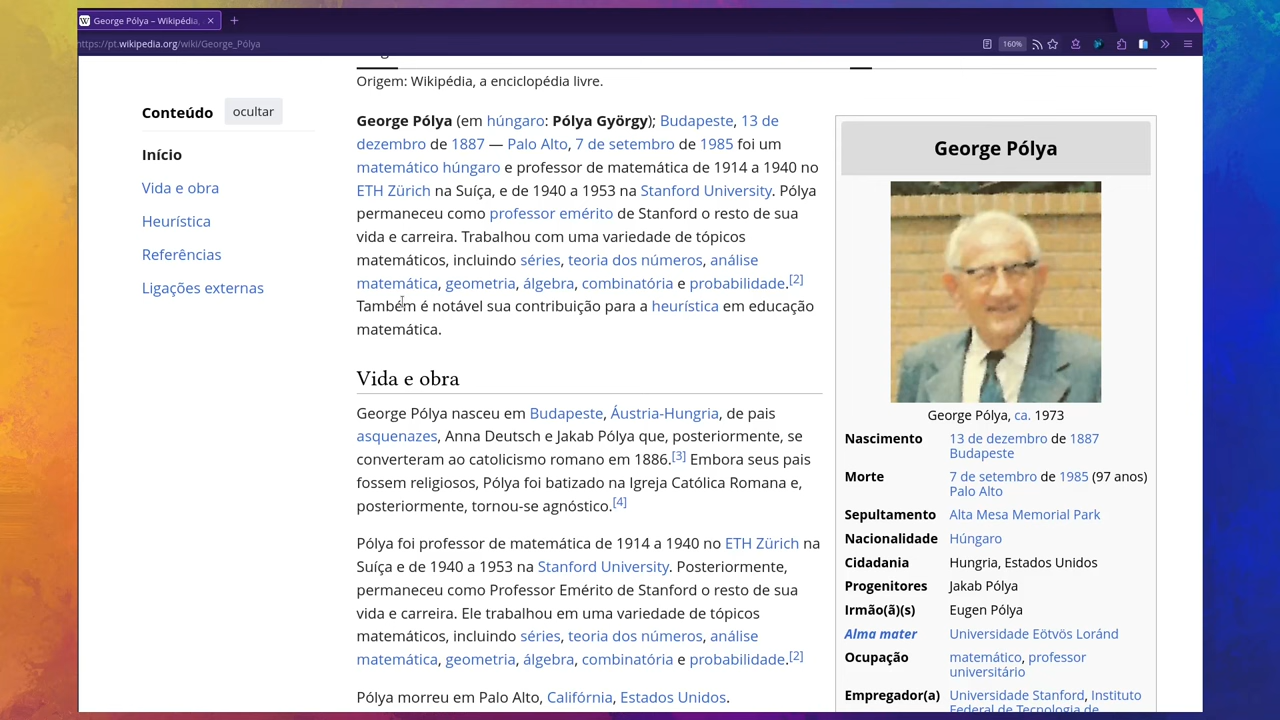 George Pólya – Wikipédia,
https://pt.wikipedia.org/wiki/George_Pólya
160%
Origem: Wikipédia, a enciclopédia livre.
Conteúdo
ocultar
Início
Vida e obra
Heurística
Referências
Ligações externas
George Pólya (em húngaro: Pólya György); Budapeste, 13 de
dezembro de 1887 — Palo Alto, 7 de setembro de 1985 foi um
matemático húngaro e professor de matemática de 1914 a 1940 no
ETH Zürich na Suíça, e de 1940 a 1953 na Stanford University. Pólya
permaneceu como professor emérito de Stanford o resto de sua
vida e carreira. Trabalhou com uma variedade de tópicos
matemáticos, incluindo séries, teoria dos números, análise
matemática, geometria, álgebra, combinatória e probabilidade.[2]
Também é notável sua contribuição para a heurística em educação
matemática.
Vida e obra
George Pólya nasceu em Budapeste, Áustria-Hungria, de pais
asquenazes, Anna Deutsch e Jakab Pólya que, posteriormente, se
converteram ao catolicismo romano em 1886.[3] Embora seus pais
fossem religiosos, Pólya foi batizado na Igreja Católica Romana e,
posteriormente, tornou-se agnóstico.[4]
Pólya foi professor de matemática de 1914 a 1940 no ETH Zürich na
Suíça e de 1940 a 1953 na Stanford University. Posteriormente,
permaneceu como Professor Emérito de Stanford o resto de sua
vida e carreira. Ele trabalhou em uma variedade de tópicos
matemáticos, incluindo séries, teoria dos números, análise
matemática, geometria, álgebra, combinatória e probabilidade.[2]
Pólya morreu em Palo Alto, Califórnia, Estados Unidos.
George Pólya
George Pólya, ca. 1973
Nascimento 13 de dezembro de 1887
Budapeste
Morte 7 de setembro de 1985 (97 anos)
Palo Alto
Sepultamento Alta Mesa Memorial Park
Nacionalidade Húngaro
Cidadania Hungria, Estados Unidos
Progenitores Jakab Pólya
Irmão(ã)(s) Eugen Pólya
Alma mater Universidade Eötvös Loránd
Ocupação matemático, professor
universitário
Empregador(a) Universidade Stanford, Instituto
Federal de Tecnologia de